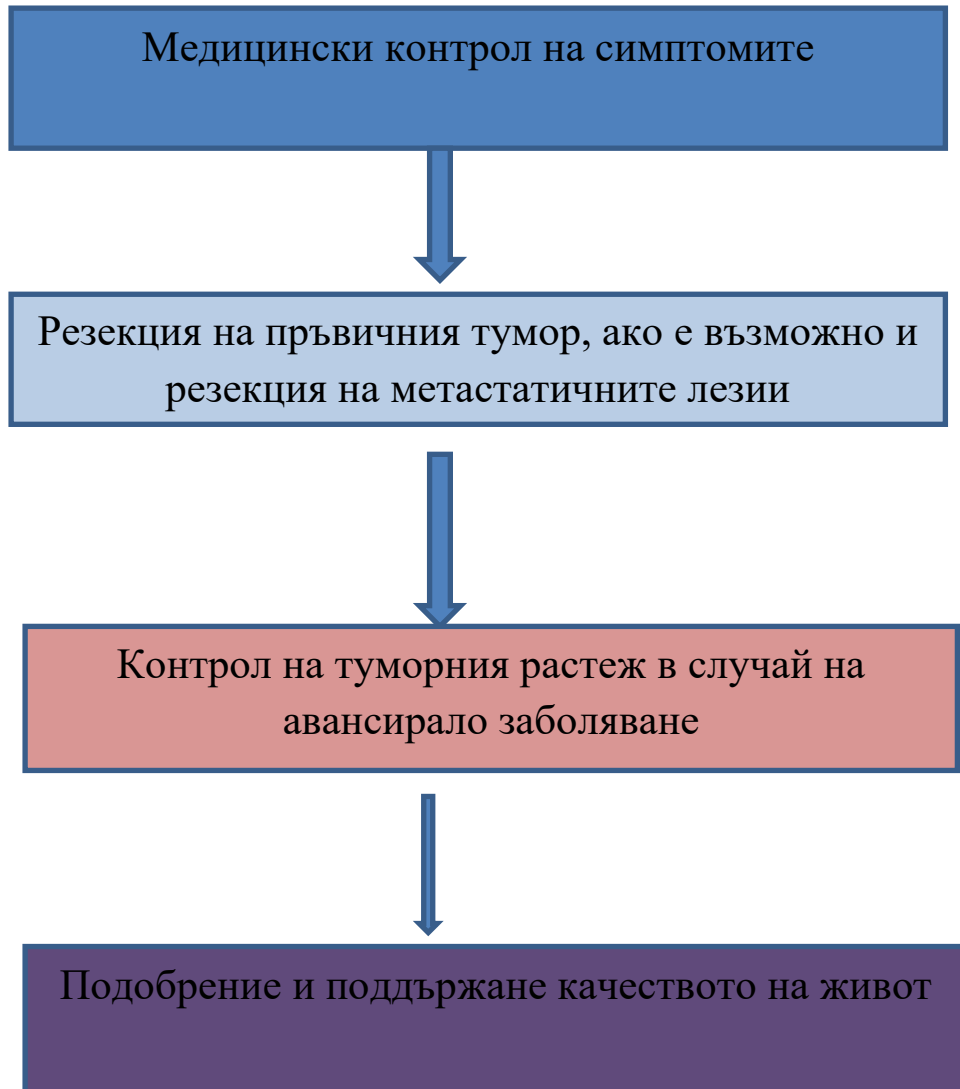 Медицински контрол на симптомите
Резекция на пръвичния тумор, ако е възможно и
резекция на метастатичните лезии
Контрол на туморния растеж в случай на
авансирало заболяване
Подобрение и поддържане качеството на живот